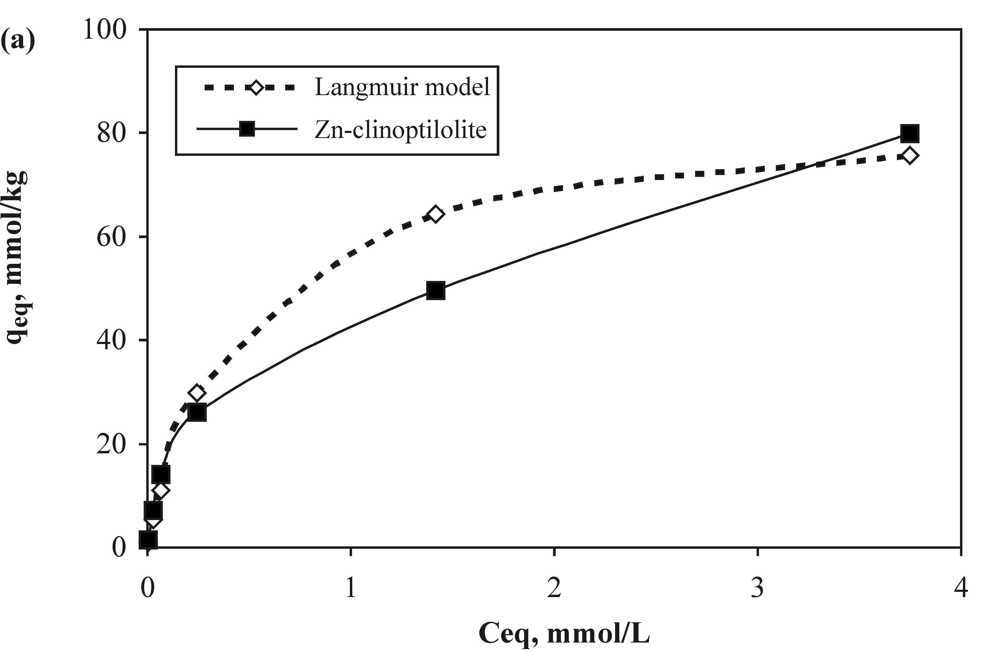 (a)
100
80
60
40
20
0
qeq, mmol/kg
Langmuir model
Zn-clinoptilolite
0 1 2 3 4
Ceq, mmol/L